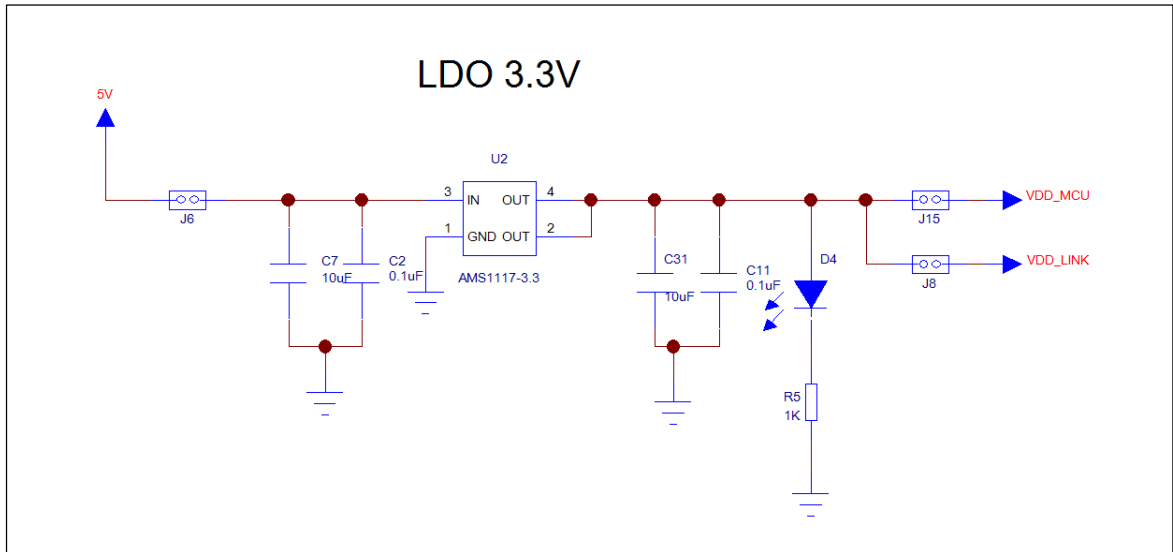 LDO 3.3V
5V
J6
C7
10uF
C2
0.1uF
U2
3
IN
OUT
4
1
GND
OUT
2
AMS1117-3.3
C31
10uF
C11
0.1uF
D4
R5
1K
J15
VDD_MCU
J8
VDD_LINK